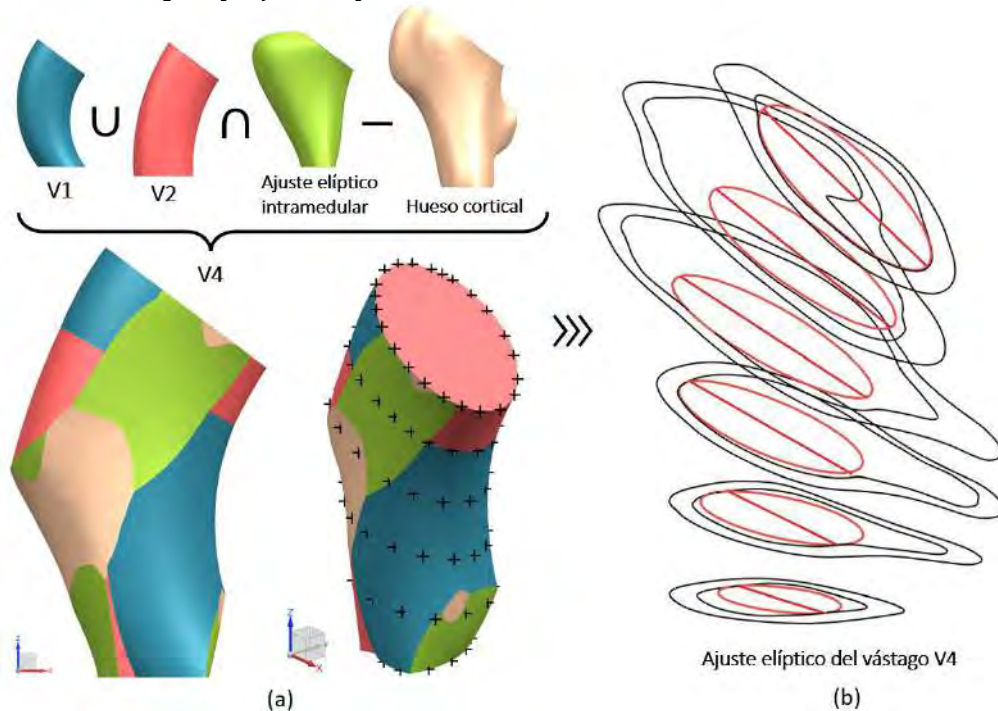 V1
V2
Ajuste elíptico
intramedular
Hueso cortical
V4
Ajuste elíptico del vástago V4
(a)
(b)